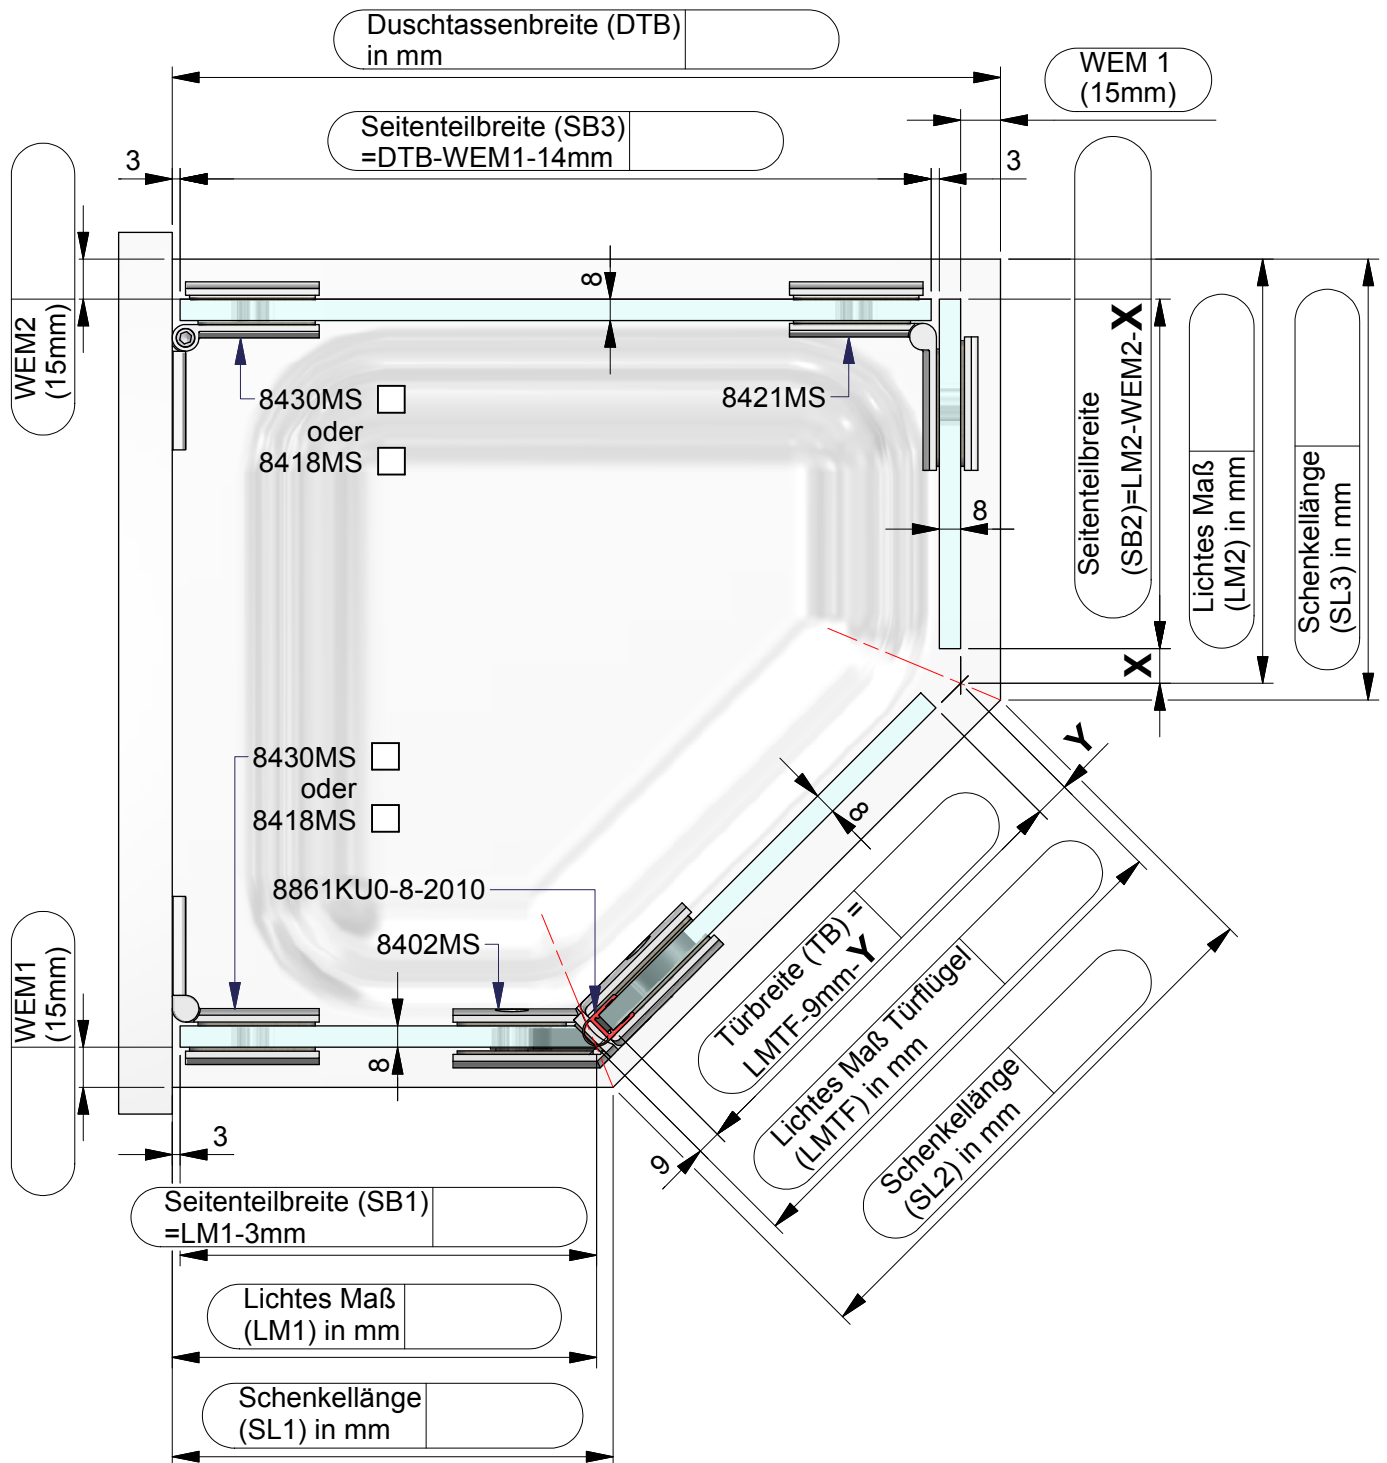 Duschtassenbreite (DTB)
in mm
WEM 1
(15mm)
Seitenteilbreite (SB3)
=DTB-WEM1-14mm
3
3
WEM2
(15mm)
8
8430MS
oder
8418MS
8421MS
8
Seitenteilbreite
(SB2)=LM2-WEM2-X
Lichtes Maß
(LM2) in mm
Schenkellänge
(SL3) in mm
X
Y
8
8430MS
oder
8418MS
8861KU0-8-2010
8402MS
WEM1
(15mm)
8
Türbreite (TB) =
LMTF-9mm-Y
Lichtes Maß Türflügel
(LMTF) in mm
Schenkellänge
(SL2) in mm
9
3
Seitenteilbreite (SB1)
=LM1-3mm
Lichtes Maß
(LM1) in mm
Schenkellänge
(SL1) in mm